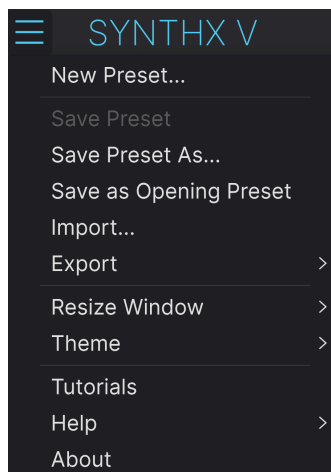 SYNTHX V
New Preset...
Save Preset
Save Preset As...
Save as Opening Preset
Import...
Export
Resize Window
Theme
Tutorials
Help
About